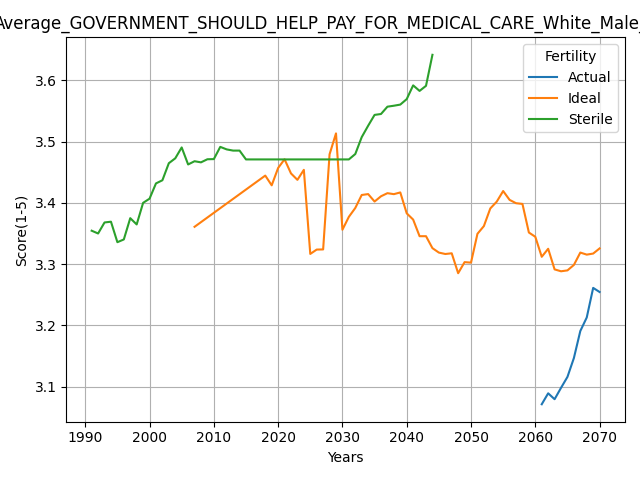 Average_GOVERNMENT_SHOULD_HELP_PAY_FOR_MEDICAL_CARE_White_Male_
Fertility
Actual
Ideal
Sterile
Score(1-5)
3.6
3.5
3.4
3.3
3.2
3.1
1990 2000 2010 2020 2030 2040 2050 2060 2070
Years